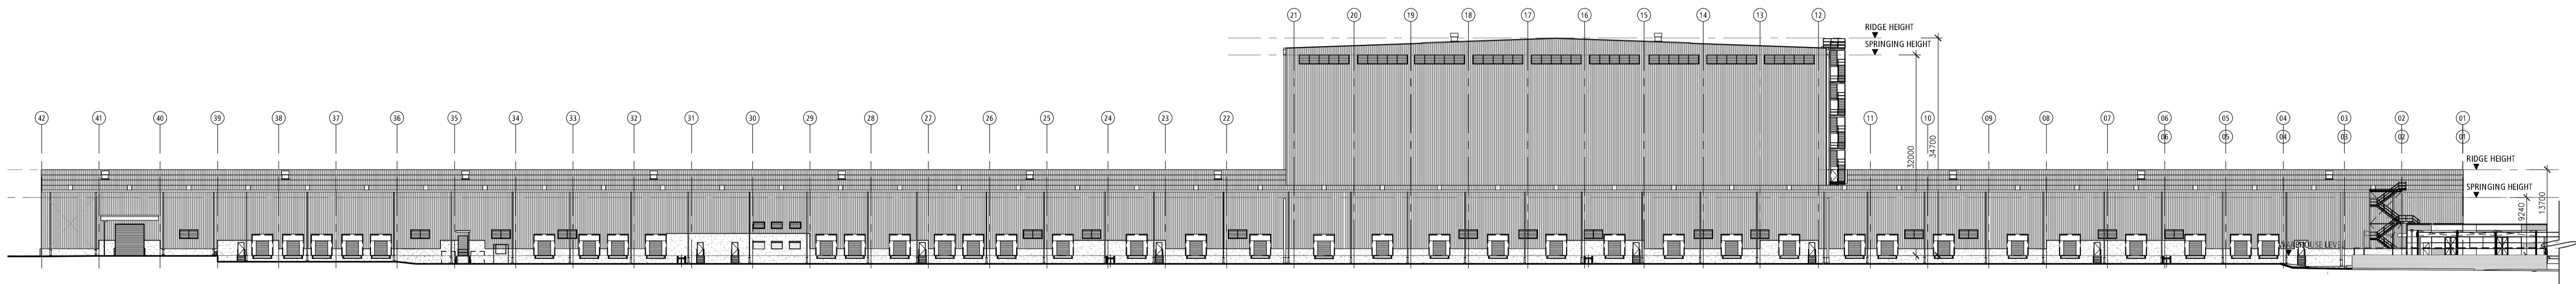 21 20 19 18 17 16 15 14 13 12
RIDGE HEIGHT
SPRINGING HEIGHT
32000
34700
42 41 40 39 38 37 36 35 34 33 32 31 30 29 28 27 26 25 24 23 22 11 10 09 08 07 06 05 04 03 02 01
06 05 04 03 02 01
RIDGE HEIGHT
SPRINGING HEIGHT
9240
13700
WAREHOUSE LEVEL